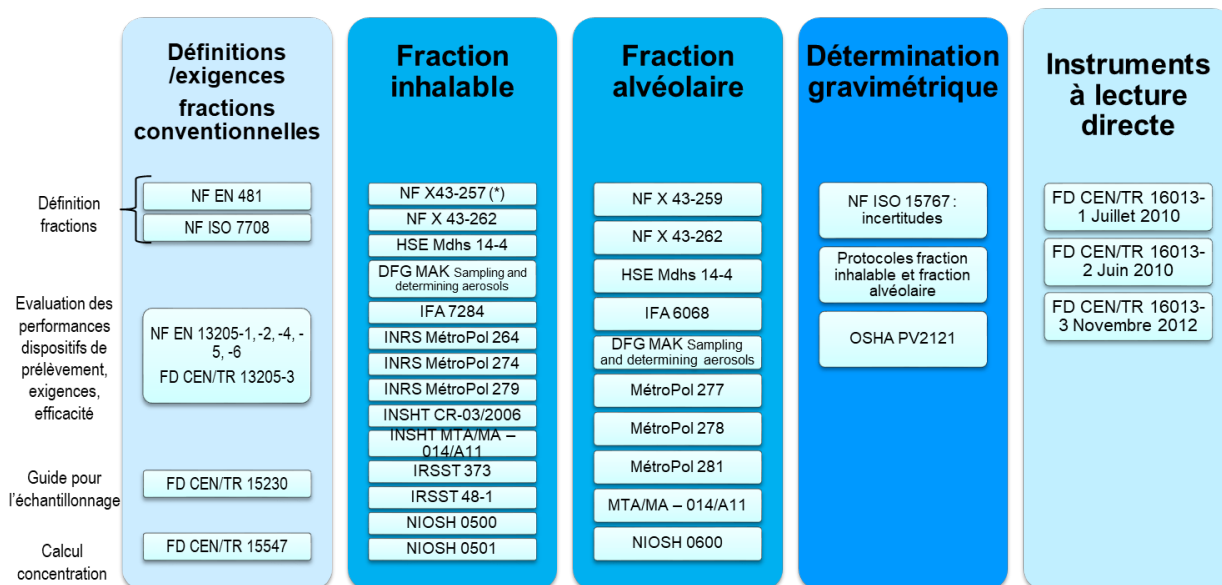 Définitions
/exigences
fractions
conventionnelles
Définition
fractions
NF EN 481
NF ISO 7708
Evaluation des
performances
dispositifs de
prélèvement,
exigences,
efficacité
NF EN 13205-1, -2, -4, -
5, -6
FD CEN/TR 13205-3
Guide pour
l'échantillonnage
FD CEN/TR 15230
Calcul
concentration
FD CEN/TR 15547
Fraction
inhalable
NF X43-257 (*)
NF X 43-262
HSE Mdhs 14-4
DFG MAK Sampling and
determining aerosols
IFA 7284
INRS MétroPol 264
INRS MétroPol 274
INRS MétroPol 279
INSHT CR-03/2006
INSHT MTA/MA –
014/A11
IRSST 373
IRSST 48-1
NIOSH 0500
NIOSH 0501
Fraction
alvéolaire
NF X 43-259
NF X 43-262
HSE Mdhs 14-4
IFA 6068
DFG MAK Sampling
and determining aerosols
MétroPol 277
MétroPol 278
MétroPol 281
MTA/MA – 014/A11
NIOSH 0600
Détermination
gravimétrique
NF ISO 15767 :
incertitudes
Protocoles fraction
inhalable et fraction
alvéolaire
OSHA PV2121
Instruments
à lecture
directe
FD CEN/TR 16013-
1 Juillet 2010
FD CEN/TR 16013-
2 Juin 2010
FD CEN/TR 16013-
3 Novembre 2012